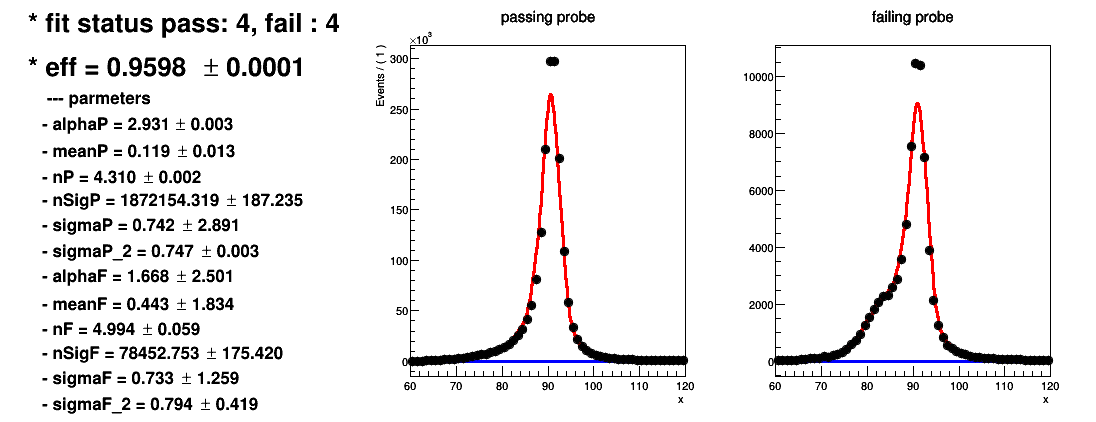 * fit status pass: 4, fail : 4
* eff = 0.9598 ± 0.0001
--- parmeters
- alphaP = 2.931 ± 0.003
- meanP = 0.119 ± 0.013
- nP = 4.310 ± 0.002
- nSigP = 1872154.319 ± 187.235
- sigmaP = 0.742 ± 2.891
- sigmaP_2 = 0.747 ± 0.003
- alphaF = 1.668 ± 2.501
- meanF = 0.443 ± 1.834
- nF = 4.994 ± 0.059
- nSigF = 78452.753 ± 175.420
- sigmaF = 0.733 ± 1.259
- sigmaF_2 = 0.794 ± 0.419
passing probe
×10³
Events / ( 1 )
300
250
200
150
100
50
0
60 70 80 90 100 110 120
x
failing probe
10000
8000
6000
4000
2000
0
60 70 80 90 100 110 120
x